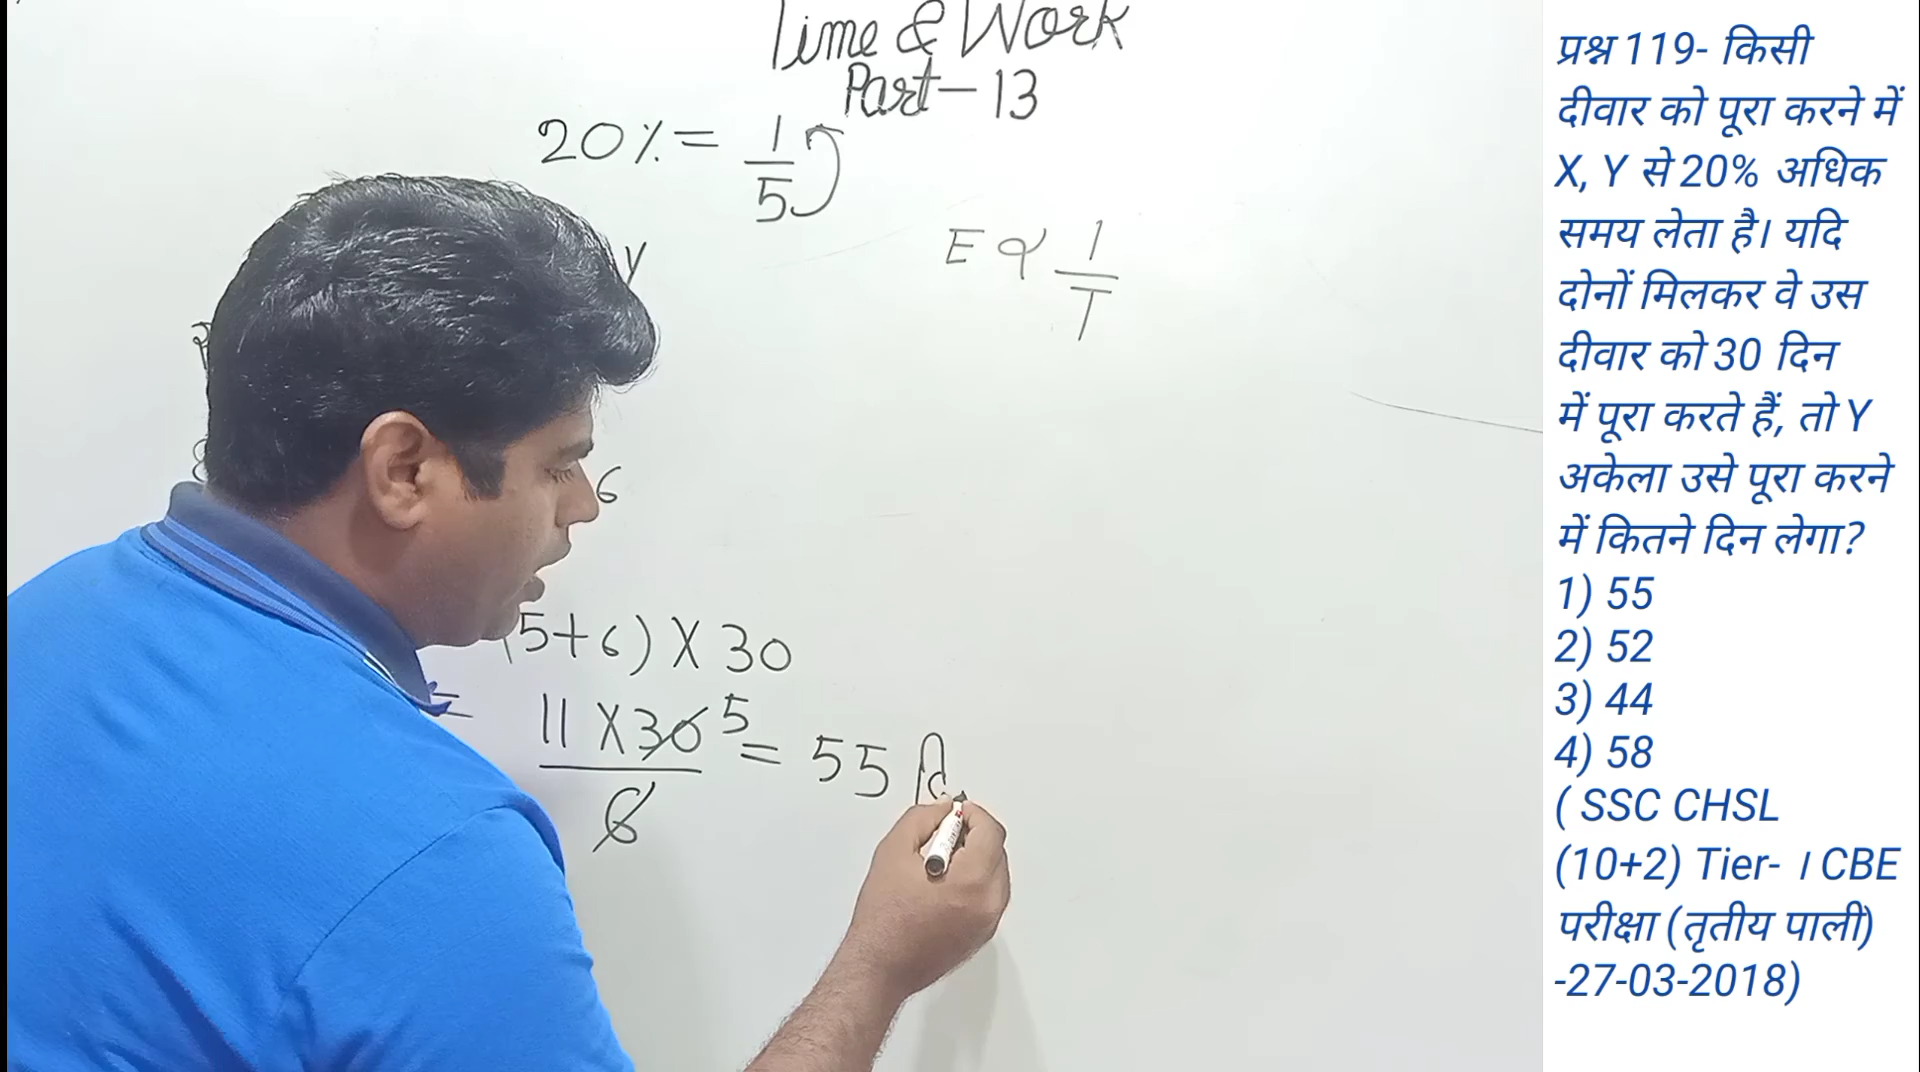 Time & Work
Part-13
20% = 1/5
Y
E ∝ 1/T
6
(5+6) X 30
= 11 X 30 5 = 55 दि
6
प्रश्न 119- किसी
दीवार को पूरा करने में
X, Y से 20% अधिक
समय लेता है। यदि
दोनों मिलकर वे उस
दीवार को 30 दिन
में पूरा करते हैं, तो Y
अकेला उसे पूरा करने
में कितने दिन लेगा?
1) 55
2) 52
3) 44
4) 58
( SSC CHSL
(10+2) Tier- । CBE
परीक्षा (तृतीय पाली)
-27-03-2018)